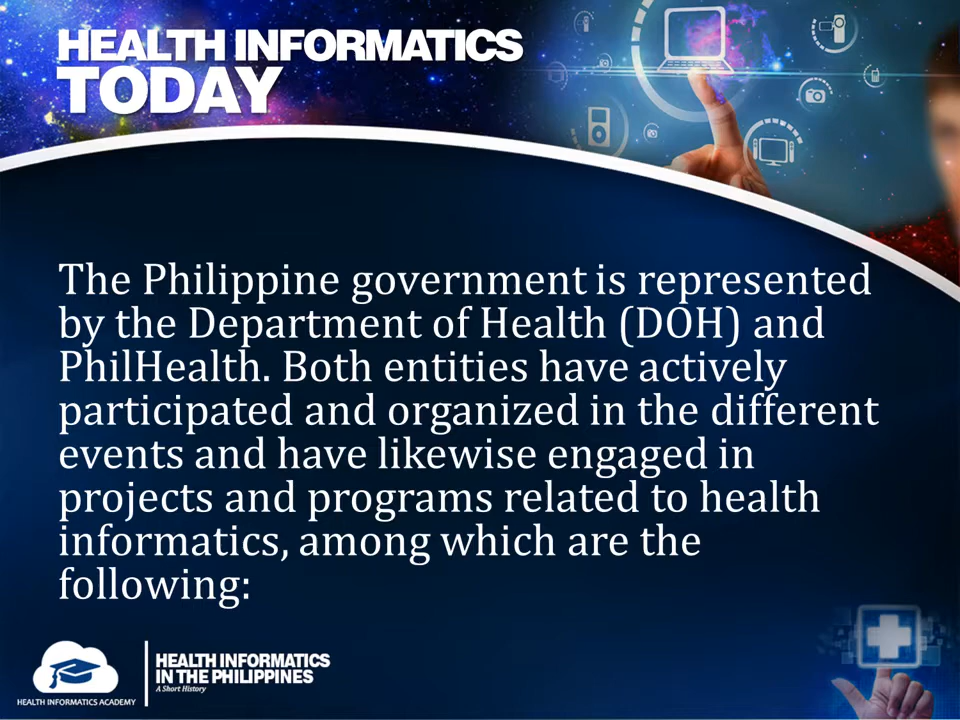 HEALTH INFORMATICS
TODAY
The Philippine government is represented
by the Department of Health (DOH) and
PhilHealth. Both entities have actively
participated and organized in the different
events and have likewise engaged in
projects and programs related to health
informatics, among which are the
following:
HEALTH INFORMATICS ACADEMY
HEALTH INFORMATICS
IN THE PHILIPPINES
A Short History